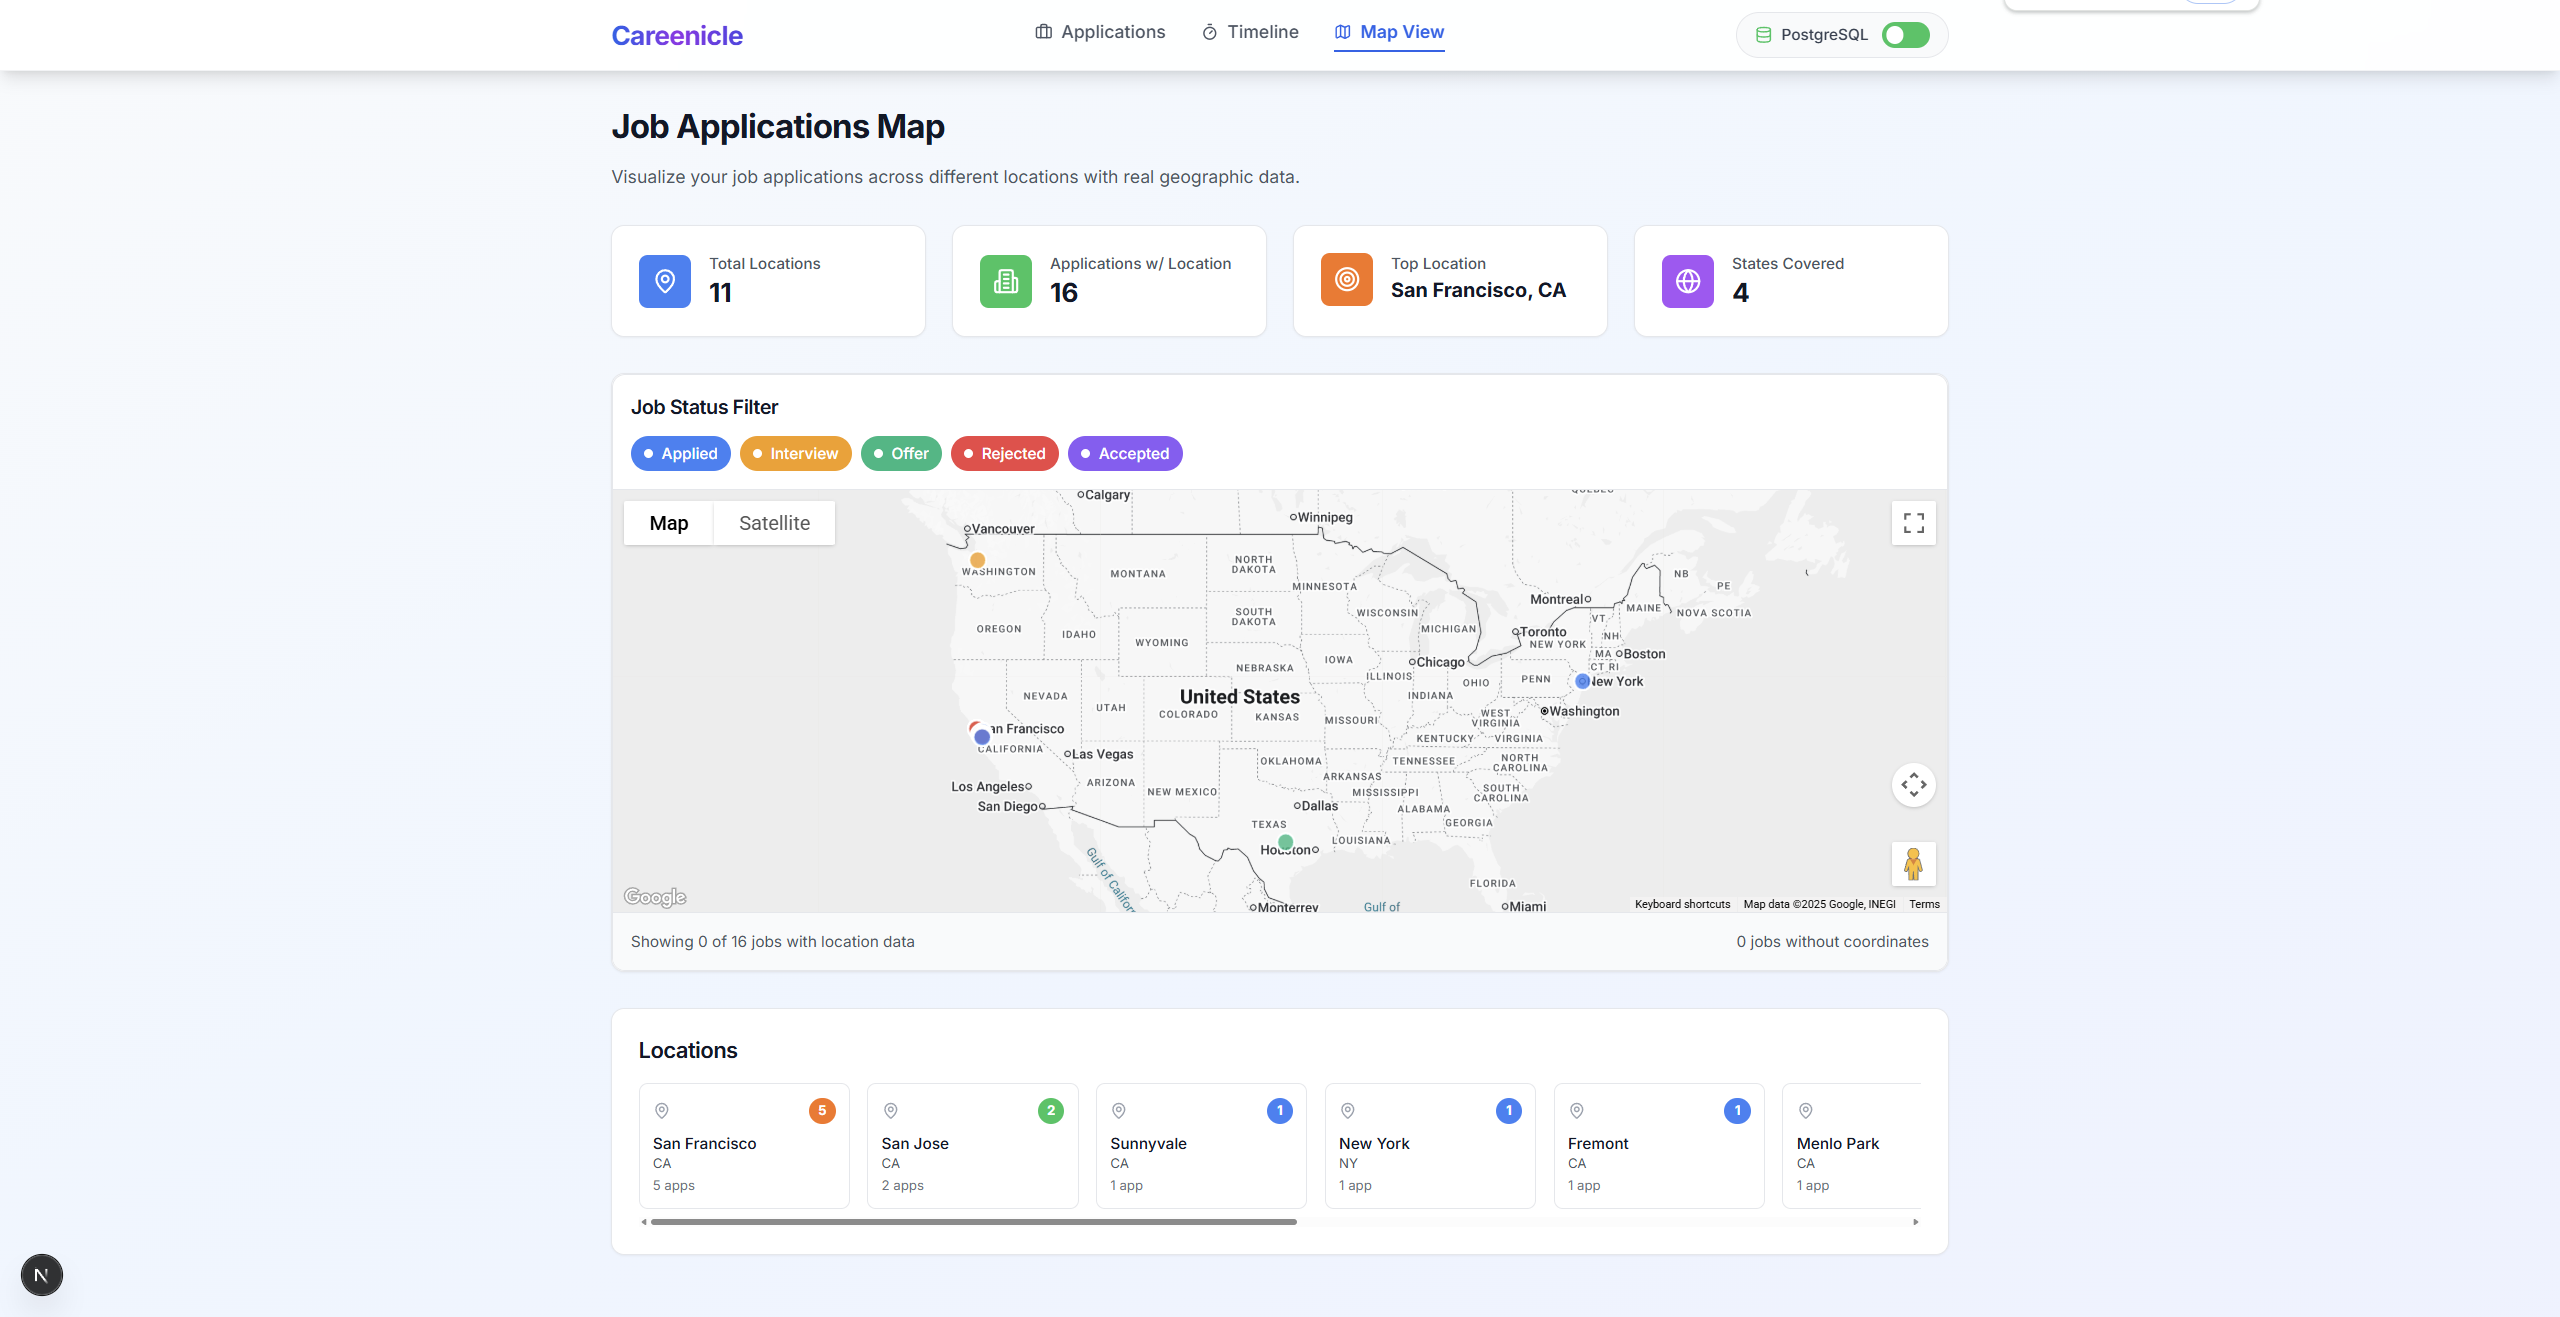 Careenicle
Applications
Timeline
Map View
PostgreSQL
Job Applications Map
Visualize your job applications across different locations with real geographic data.
Total Locations
11
Applications w/ Location
16
Top Location
San Francisco, CA
States Covered
4
Job Status Filter
Applied
Interview
Offer
Rejected
Accepted
Map
Satellite
Calgary
Winnipeg
Vancouver
WASHINGTON
MONTANA
NORTH
DAKOTA
MINNESOTA
NB
PE
Montreal
MAINE
NOVA SCOTIA
OREGON
IDAHO
SOUTH
DAKOTA
WISCONSIN
MICHIGAN
VT
Toronto
NEW YORK
NH
WYOMING
MA
Boston
NEBRASKA
IOWA
Chicago
CT RI
ILLINOIS
OHIO
PENN
New York
NEVADA
UTAH
United States
COLORADO
KANSAS
MISSOURI
INDIANA
WEST
VIRGINIA
Washington
an Francisco
CALIFORNIA
Las Vegas
KENTUCKY
VIRGINIA
OKLAHOMA
TENNESSEE
NORTH
CAROLINA
Los Angeles
ARIZONA
NEW MEXICO
ARKANSAS
MISSISSIPPI
SOUTH
CAROLINA
San Diego
Dallas
ALABAMA
TEXAS
GEORGIA
Houston
LOUISIANA
FLORIDA
Monterrey
Gulf of
Miami
Google
Keyboard shortcuts
Map data ©2025 Google, INEGI
Terms
Showing 0 of 16 jobs with location data
0 jobs without coordinates
Locations
5
San Francisco
CA
5 apps
2
San Jose
CA
2 apps
1
Sunnyvale
CA
1 app
1
New York
NY
1 app
1
Fremont
CA
1 app
Menlo Park
CA
1 app
N